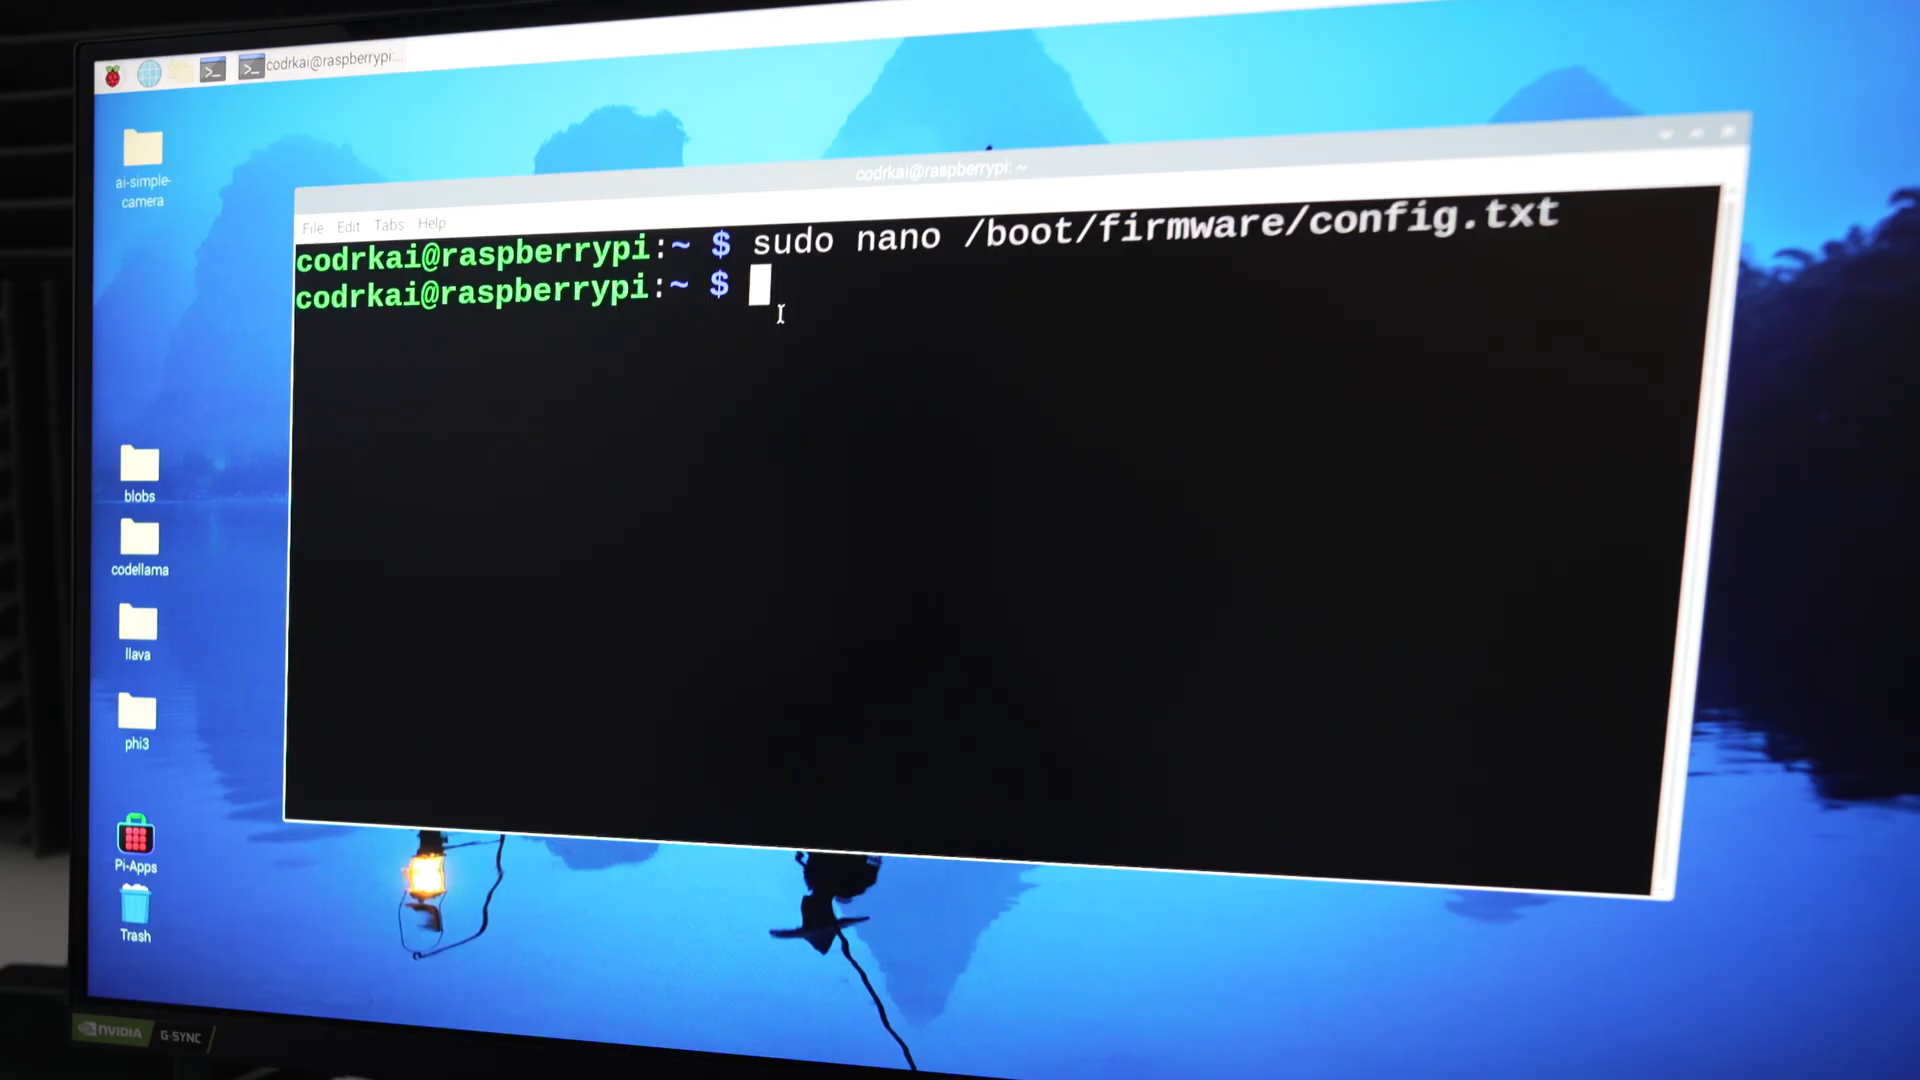 codrkai@raspberrypi:...
ai-simple-
camera
codrkai@raspberrypi: ~
File Edit Tabs Help
codrkai@raspberrypi:~ $ sudo nano /boot/firmware/config.txt
codrkai@raspberrypi:~ $
blobs
codellama
llava
phi3
Pi-Apps
Trash
NVIDIA G-SYNC